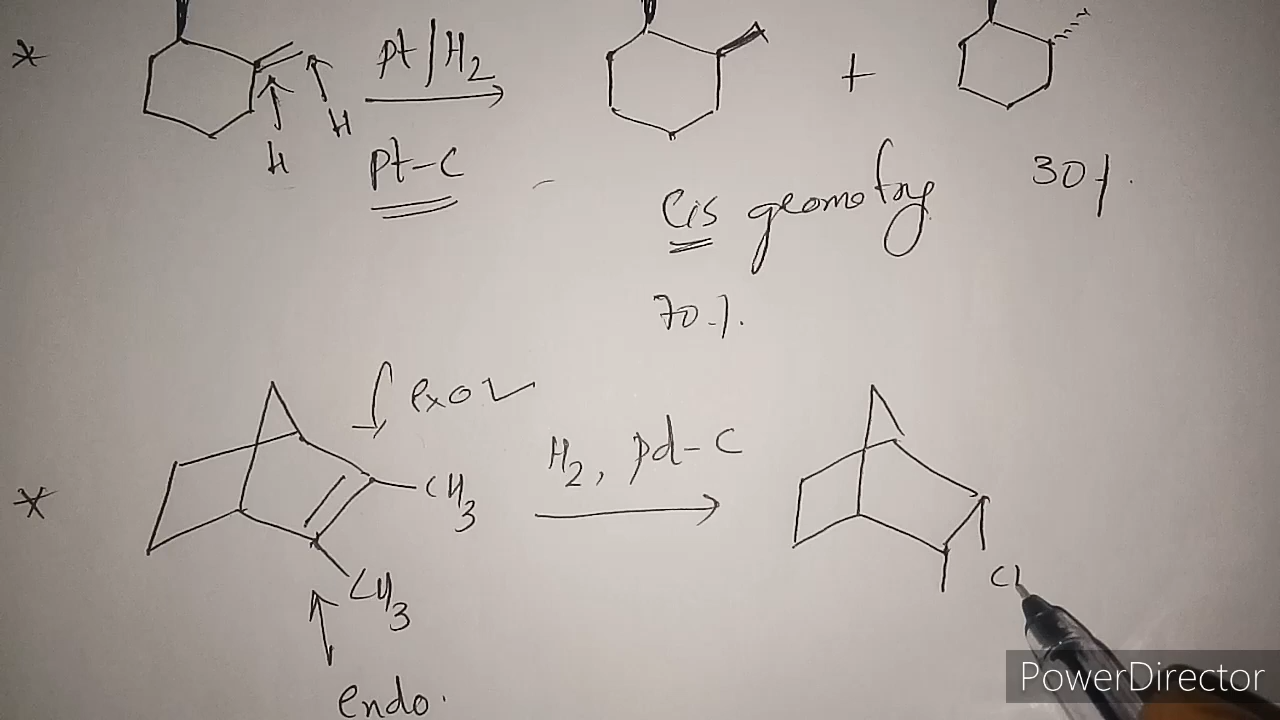 * Pt/H2 +
H H
Pt-C
Cis geometry 30%.
70%.
exo ✓
* CH3 H2, pd-C
CH3 C
endo.
PowerDirector